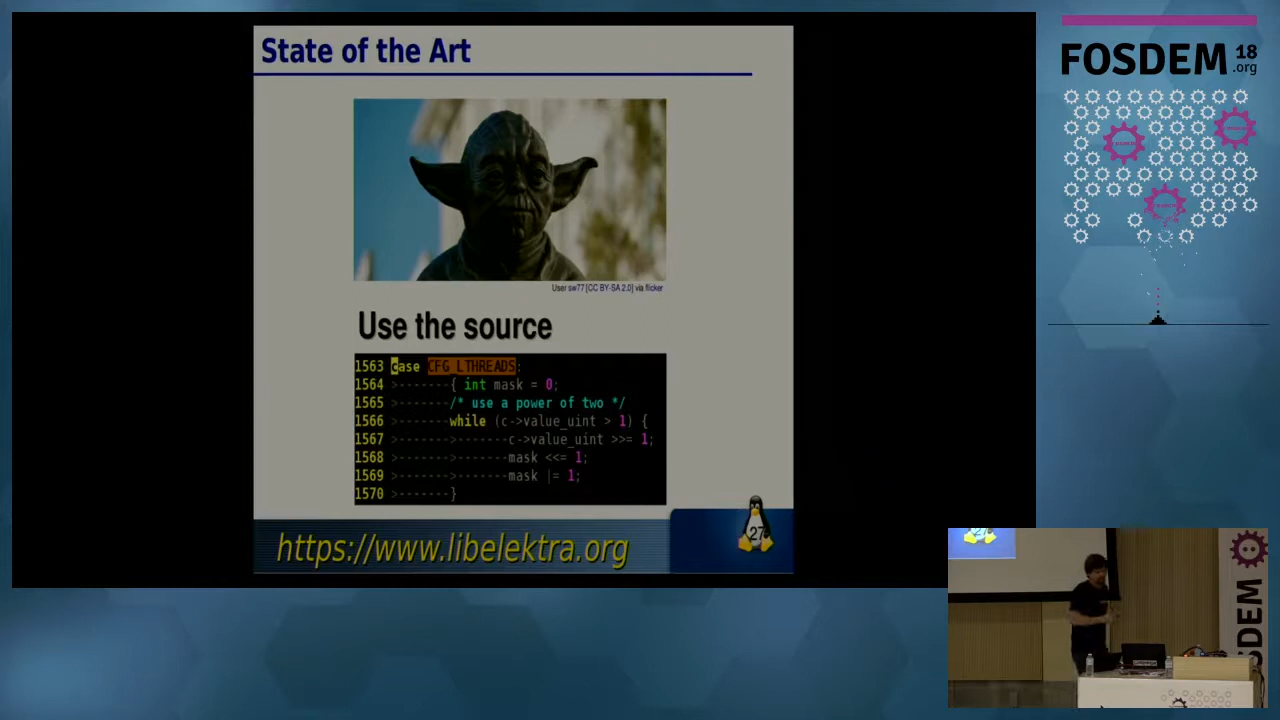 State of the Art
User sw77 [CC BY-SA 2.0] via flicker
Use the source
1563 case CFG_LTHREADS:
1564 >-------{ int mask = 0;
1565 >------->-------/* use a power of two */
1566 >------->-------while (c->value_uint > 1) {
1567 >------->-------c->value_uint >>= 1;
1568 >------->-------mask <<= 1;
1569 >------->-------mask |= 1;
1570 >-------}
https://www.libelektra.org
27
FOSDEM 18
.org
27
FOSDEM